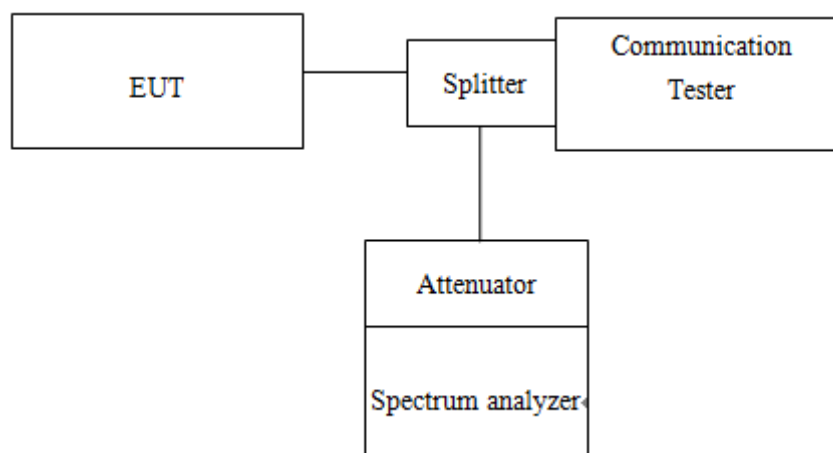 EUT
Splitter
Communication
Tester
Attenuator
Spectrum analyzer